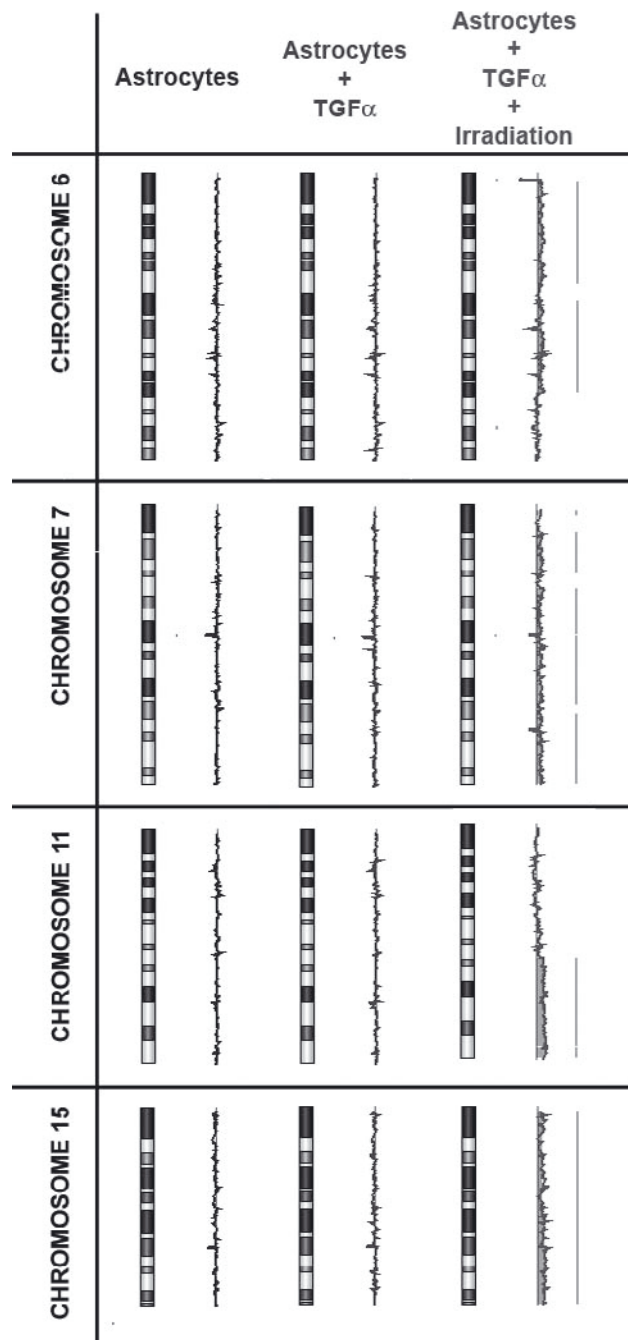 Astrocytes
Astrocytes
+
TGFα
Astrocytes
+
TGFα
+
Irradiation
CHROMOSOME 6
CHROMOSOME 7
CHROMOSOME 11
CHROMOSOME 15